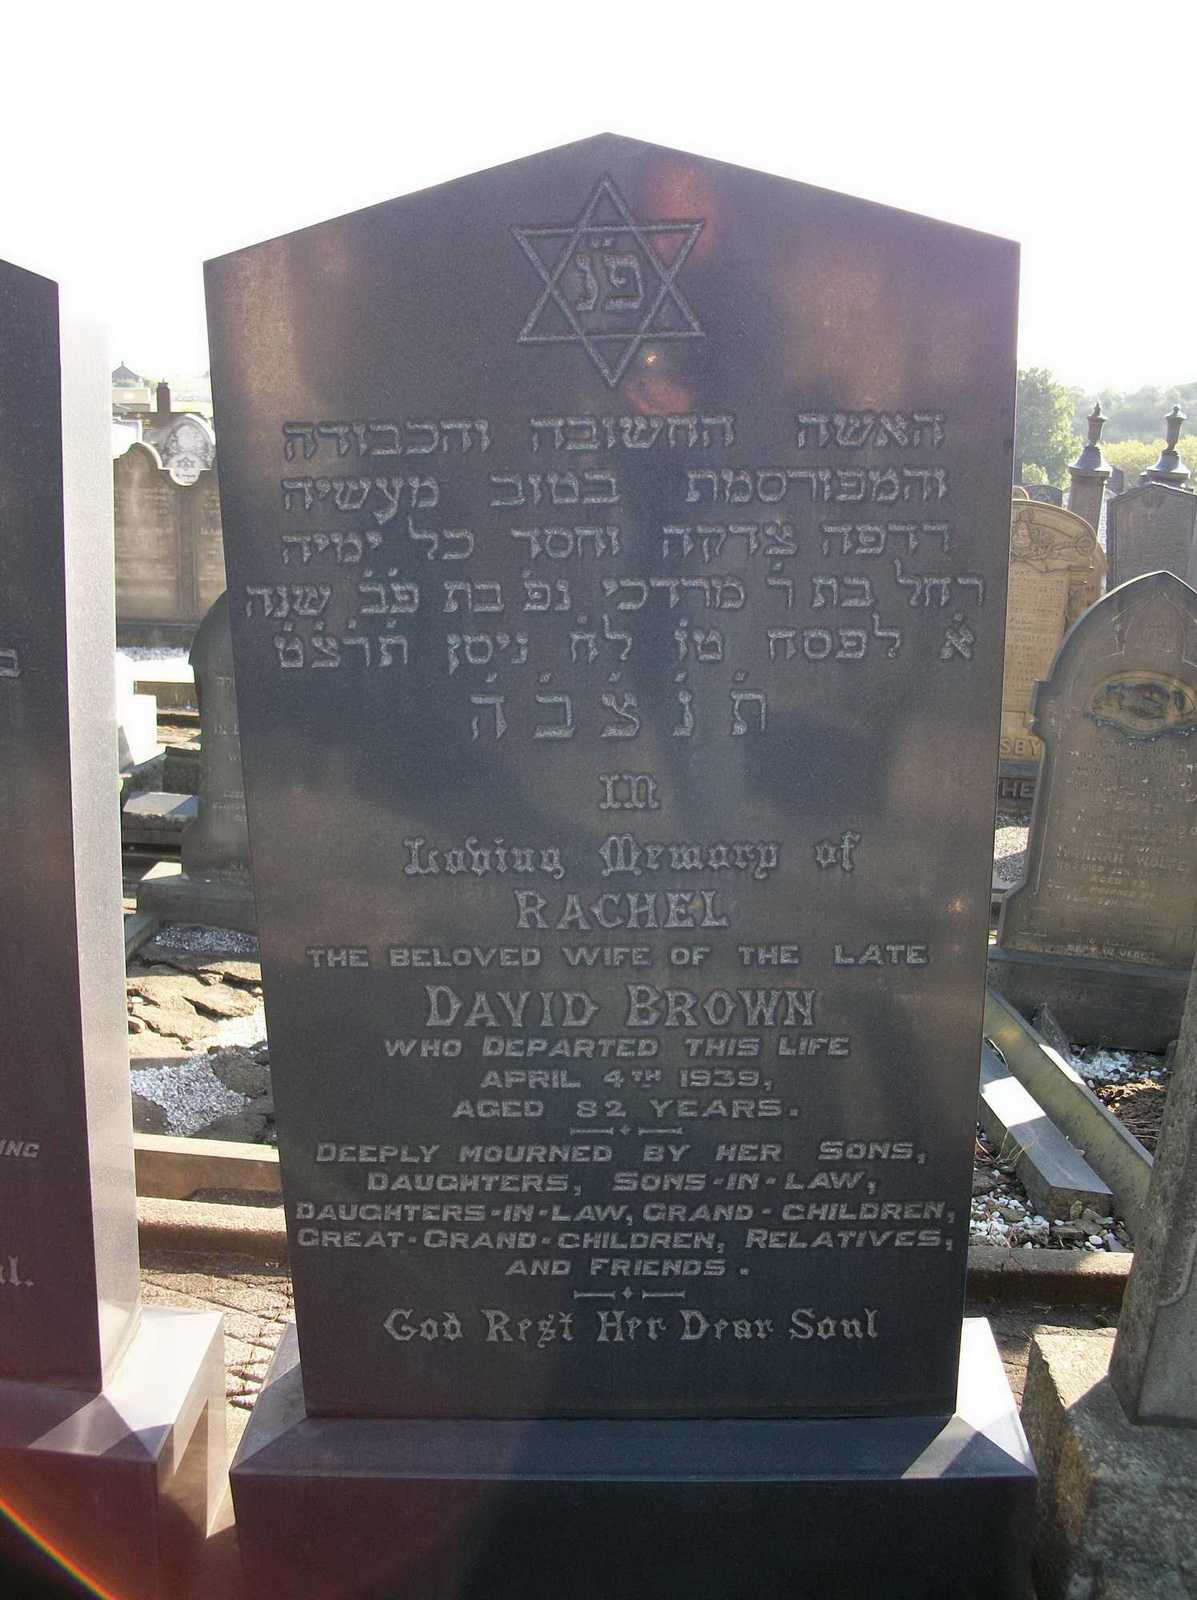 פ״נ
האשה החשובה והכבודה
והמפורסמת בטוב מעשיה
רדפה צדקה וחסד כל ימיה
רחל בת ר׳ מרדכי נפ׳ בת פ׳ב׳ שנה
א׳ לפסח טו׳ לח׳ ניסן ת׳ר׳צ׳ט׳
ת׳ נ׳ צ׳ ב׳ ה׳
In
Loving Memory of
RACHEL
THE BELOVED WIFE OF THE LATE
DAVID BROWN
WHO DEPARTED THIS LIFE
APRIL 4TH 1939,
AGED 82 YEARS.
DEEPLY MOURNED BY HER SONS,
DAUGHTERS, SONS-IN-LAW,
DAUGHTERS-IN-LAW, GRAND-CHILDREN,
GREAT-GRAND-CHILDREN, RELATIVES,
AND FRIENDS.
God Rest Her Dear Soul